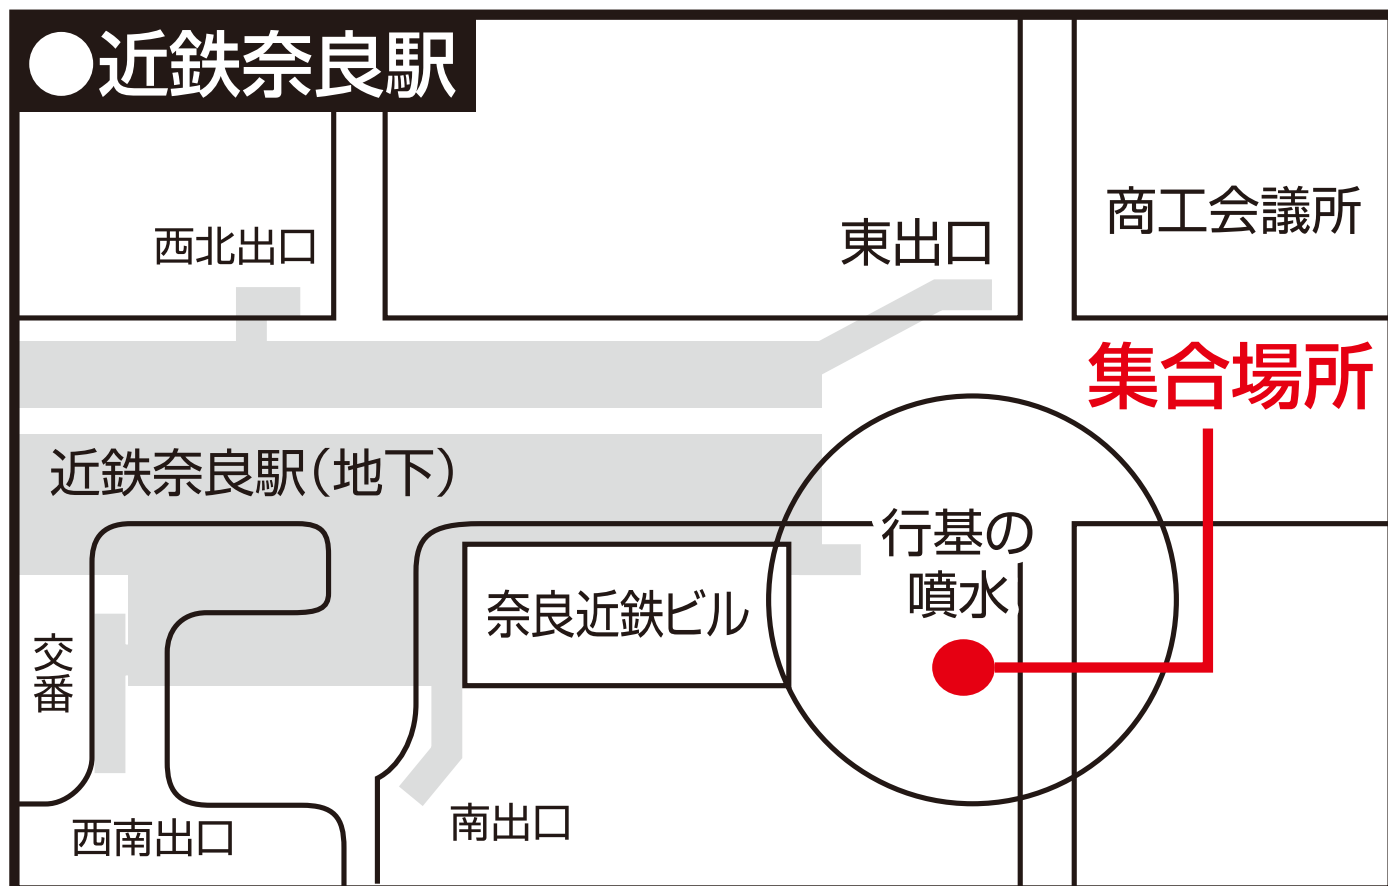 ●近鉄奈良駅
西北出口
東出口
商工会議所
集合場所
近鉄奈良駅(地下)
行基の
噴水
奈良近鉄ビル
交番
西南出口
南出口